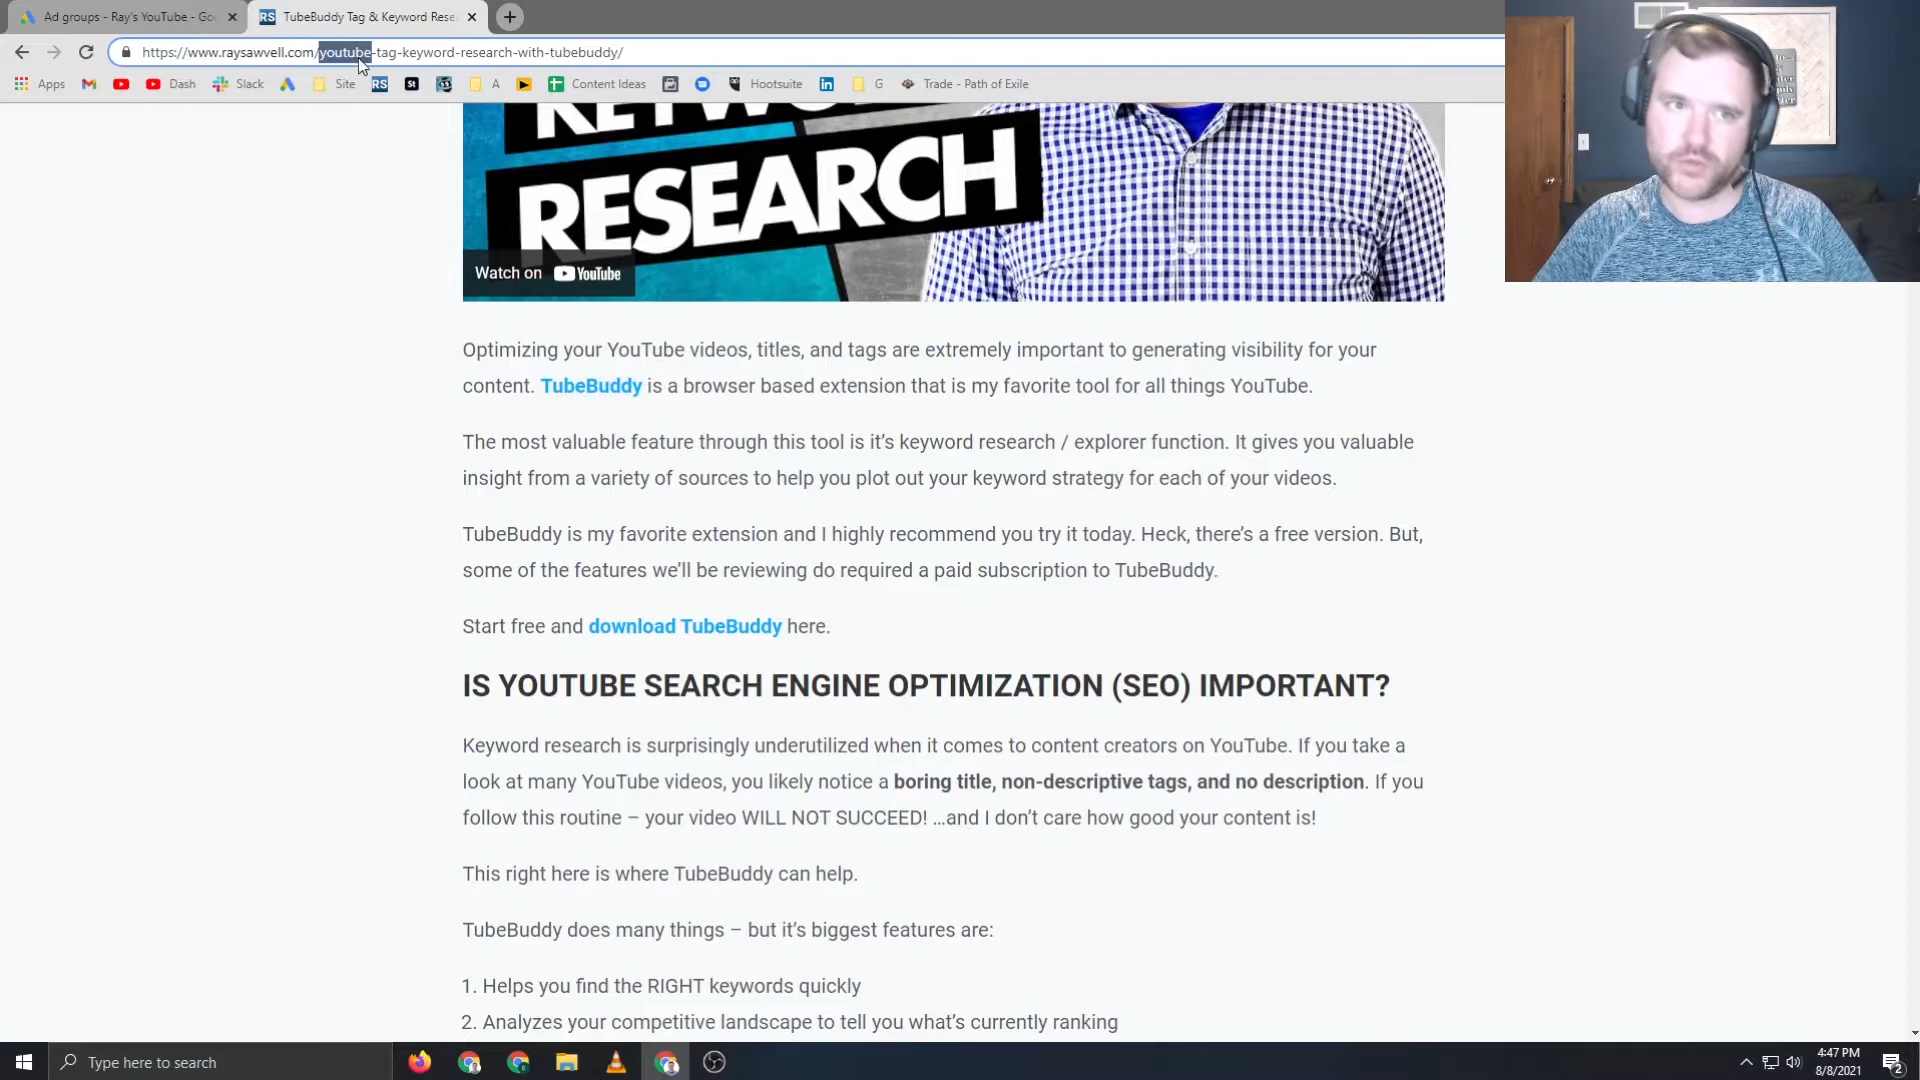 Ad groups - Ray's YouTube - Go
RS TubeBuddy Tag & Keyword Rese
https://www.raysawvell.com/youtube-tag-keyword-research-with-tubebuddy/
Apps Dash Slack Site RS St A Content Ideas Hootsuite in G Trade - Path of Exile
RESEARCH
Watch on YouTube
Optimizing your YouTube videos, titles, and tags are extremely important to generating visibility for your
content. TubeBuddy is a browser based extension that is my favorite tool for all things YouTube.
The most valuable feature through this tool is it's keyword research / explorer function. It gives you valuable
insight from a variety of sources to help you plot out your keyword strategy for each of your videos.
TubeBuddy is my favorite extension and I highly recommend you try it today. Heck, there's a free version. But,
some of the features we'll be reviewing do required a paid subscription to TubeBuddy.
Start free and download TubeBuddy here.
IS YOUTUBE SEARCH ENGINE OPTIMIZATION (SEO) IMPORTANT?
Keyword research is surprisingly underutilized when it comes to content creators on YouTube. If you take a
look at many YouTube videos, you likely notice a boring title, non-descriptive tags, and no description. If you
follow this routine – your video WILL NOT SUCCEED! …and I don't care how good your content is!
This right here is where TubeBuddy can help.
TubeBuddy does many things – but it's biggest features are:
1. Helps you find the RIGHT keywords quickly
2. Analyzes your competitive landscape to tell you what's currently ranking
Type here to search
4:47 PM
8/8/2021
2